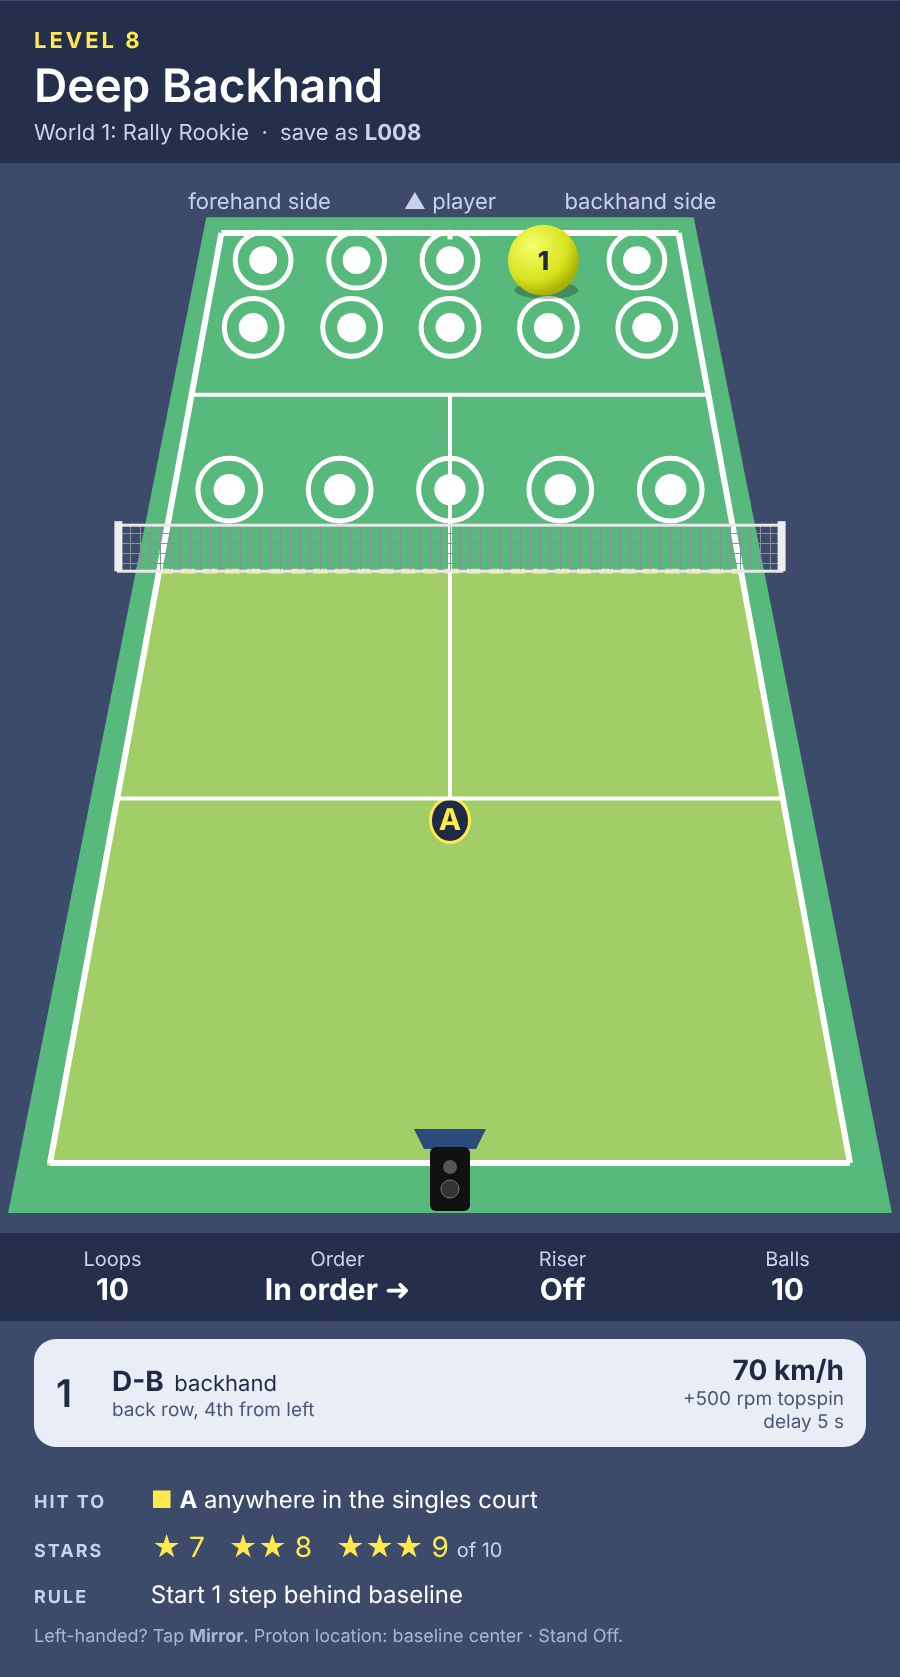 LEVEL 8
Deep Backhand
World 1: Rally Rookie · save as L008
forehand side ▲ player backhand side
1
A
Loops Order Riser Balls
10 In order → Off 10
1 D-B backhand 70 km/h
back row, 4th from left +500 rpm topspin
delay 5 s
HIT TO ■ A anywhere in the singles court
STARS ★ 7 ★★ 8 ★★★ 9 of 10
RULE Start 1 step behind baseline
Left-handed? Tap Mirror. Proton location: baseline center · Stand Off.